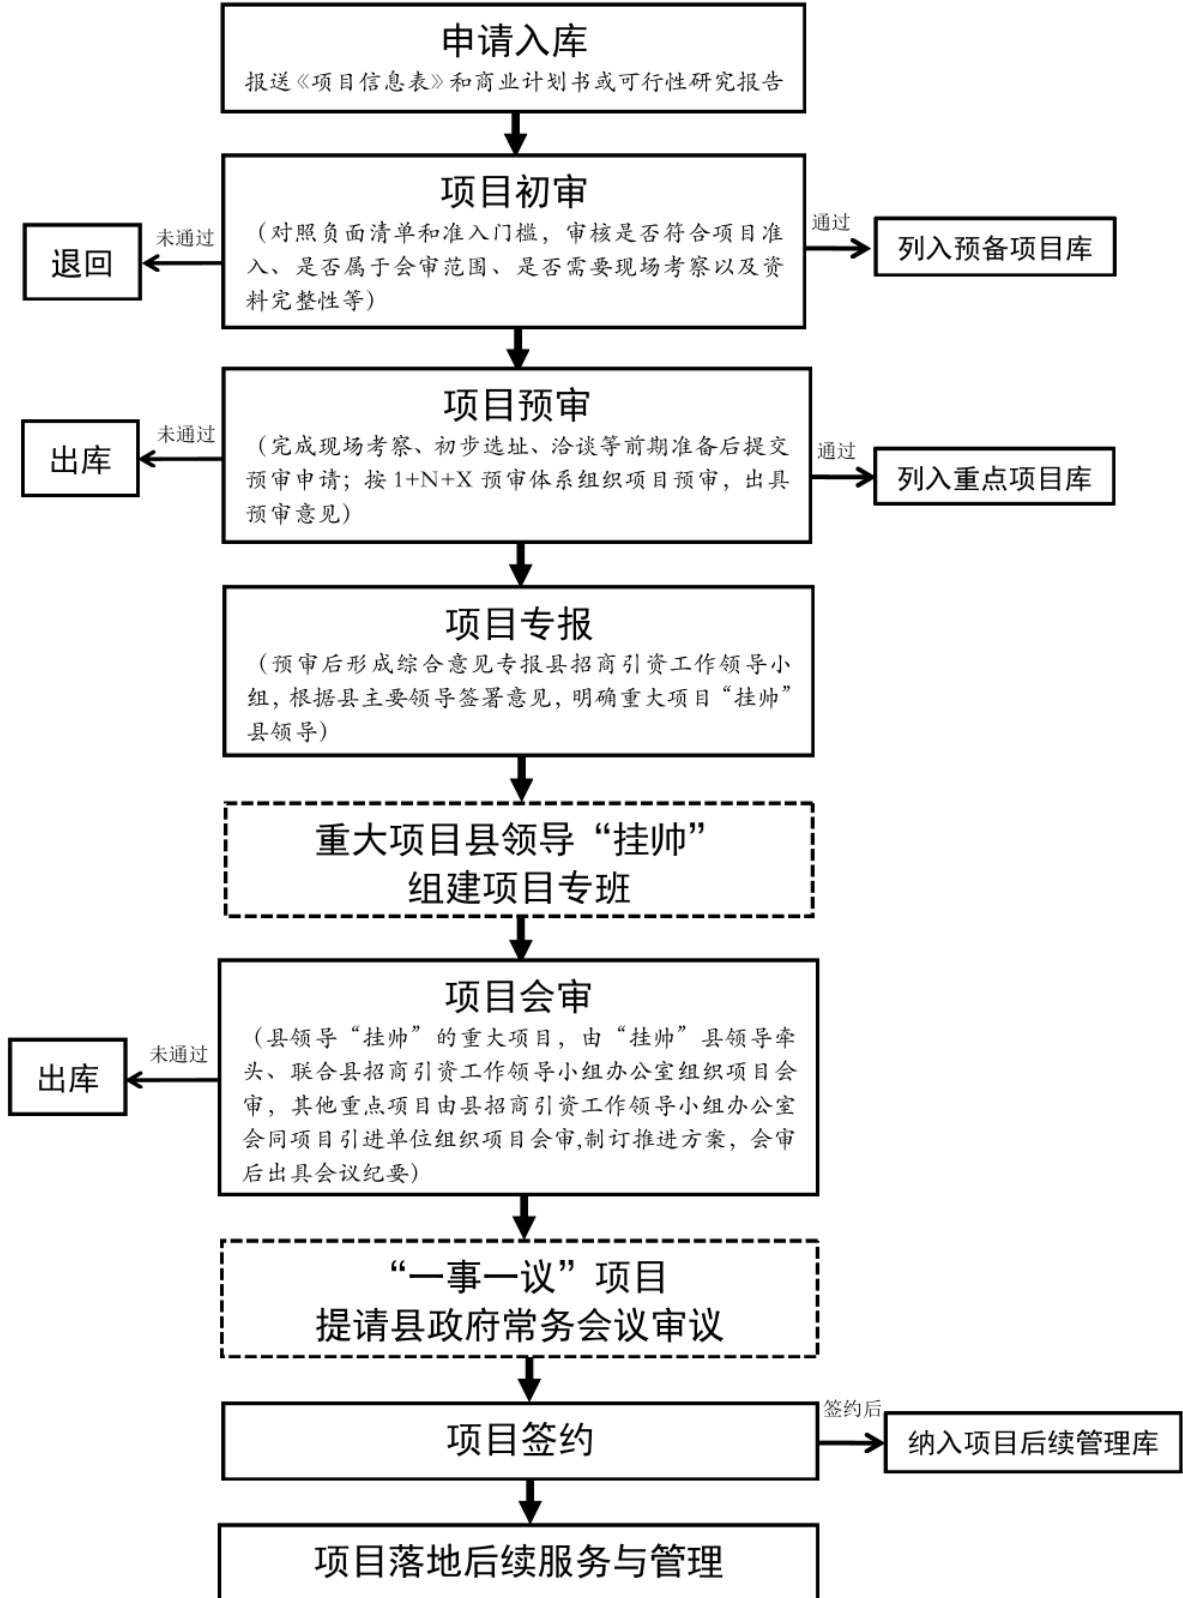 申请入库
报送《项目信息表》和商业计划书或可行性研究报告
项目初审
（对照负面清单和准入门槛，审核是否符合项目准
入、是否属于会审范围、是否需要现场考察以及资
料完整性等）
未通过
退回
通过
列入预备项目库
项目预审
（完成现场考察、初步选址、洽谈等前期准备后提交
预审申请；按1+N+X 预审体系组织项目预审，出具
预审意见）
未通过
出库
通过
列入重点项目库
项目专报
（预审后形成综合意见专报县招商引资工作领导小
组，根据县主要领导签署意见，明确重大项目“挂帅”
县领导）
重大项目县领导“挂帅”
组建项目专班
项目会审
（县领导“挂帅”的重大项目，由“挂帅”县领导牵
头、联合县招商引资工作领导小组办公室组织项目会
审，其他重点项目由县招商引资工作领导小组办公室
会同项目引进单位组织项目会审,制订推进方案，会审
后出具会议纪要）
未通过
出库
“一事一议”项目
提请县政府常务会议审议
项目签约
签约后
纳入项目后续管理库
项目落地后续服务与管理